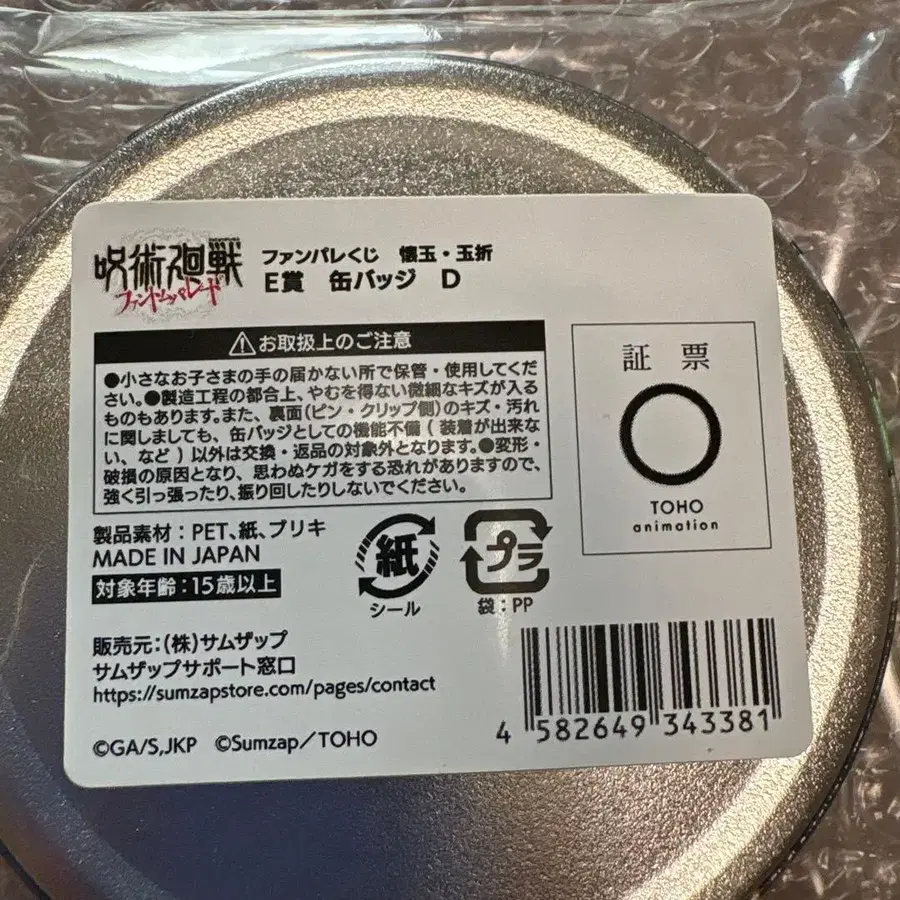 呪術廻戦
ファントムパレード
ファンパレくじ 懐玉・玉折
E賞 缶バッジ D
お取扱上のご注意
●小さなお子さまの手の届かない所で保管・使用してくだ
さい。●製造工程の都合上、やむを得ない微細なキズが入る
ものもあります。また、裏面(ピン・クリップ側)のキズ・汚れ
に関しましても、缶バッジとしての機能不備(装着が出来な
い、など)以外は交換・返品の対象外となります。●変形・
破損の原因となり、思わぬケガをする恐れがありますので、
強く引っ張ったり、振り回したりしないでください。
証票
TOHO
animation
製品素材:PET、紙、ブリキ
MADE IN JAPAN
対象年齢:15歳以上
紙
シール
プラ
袋:PP
販売元:(株)サムザップ
サムザップサポート窓口
https://sumzapstore.com/pages/contact
4 582649 343381
©GA/S,JKP ©Sumzap/TOHO